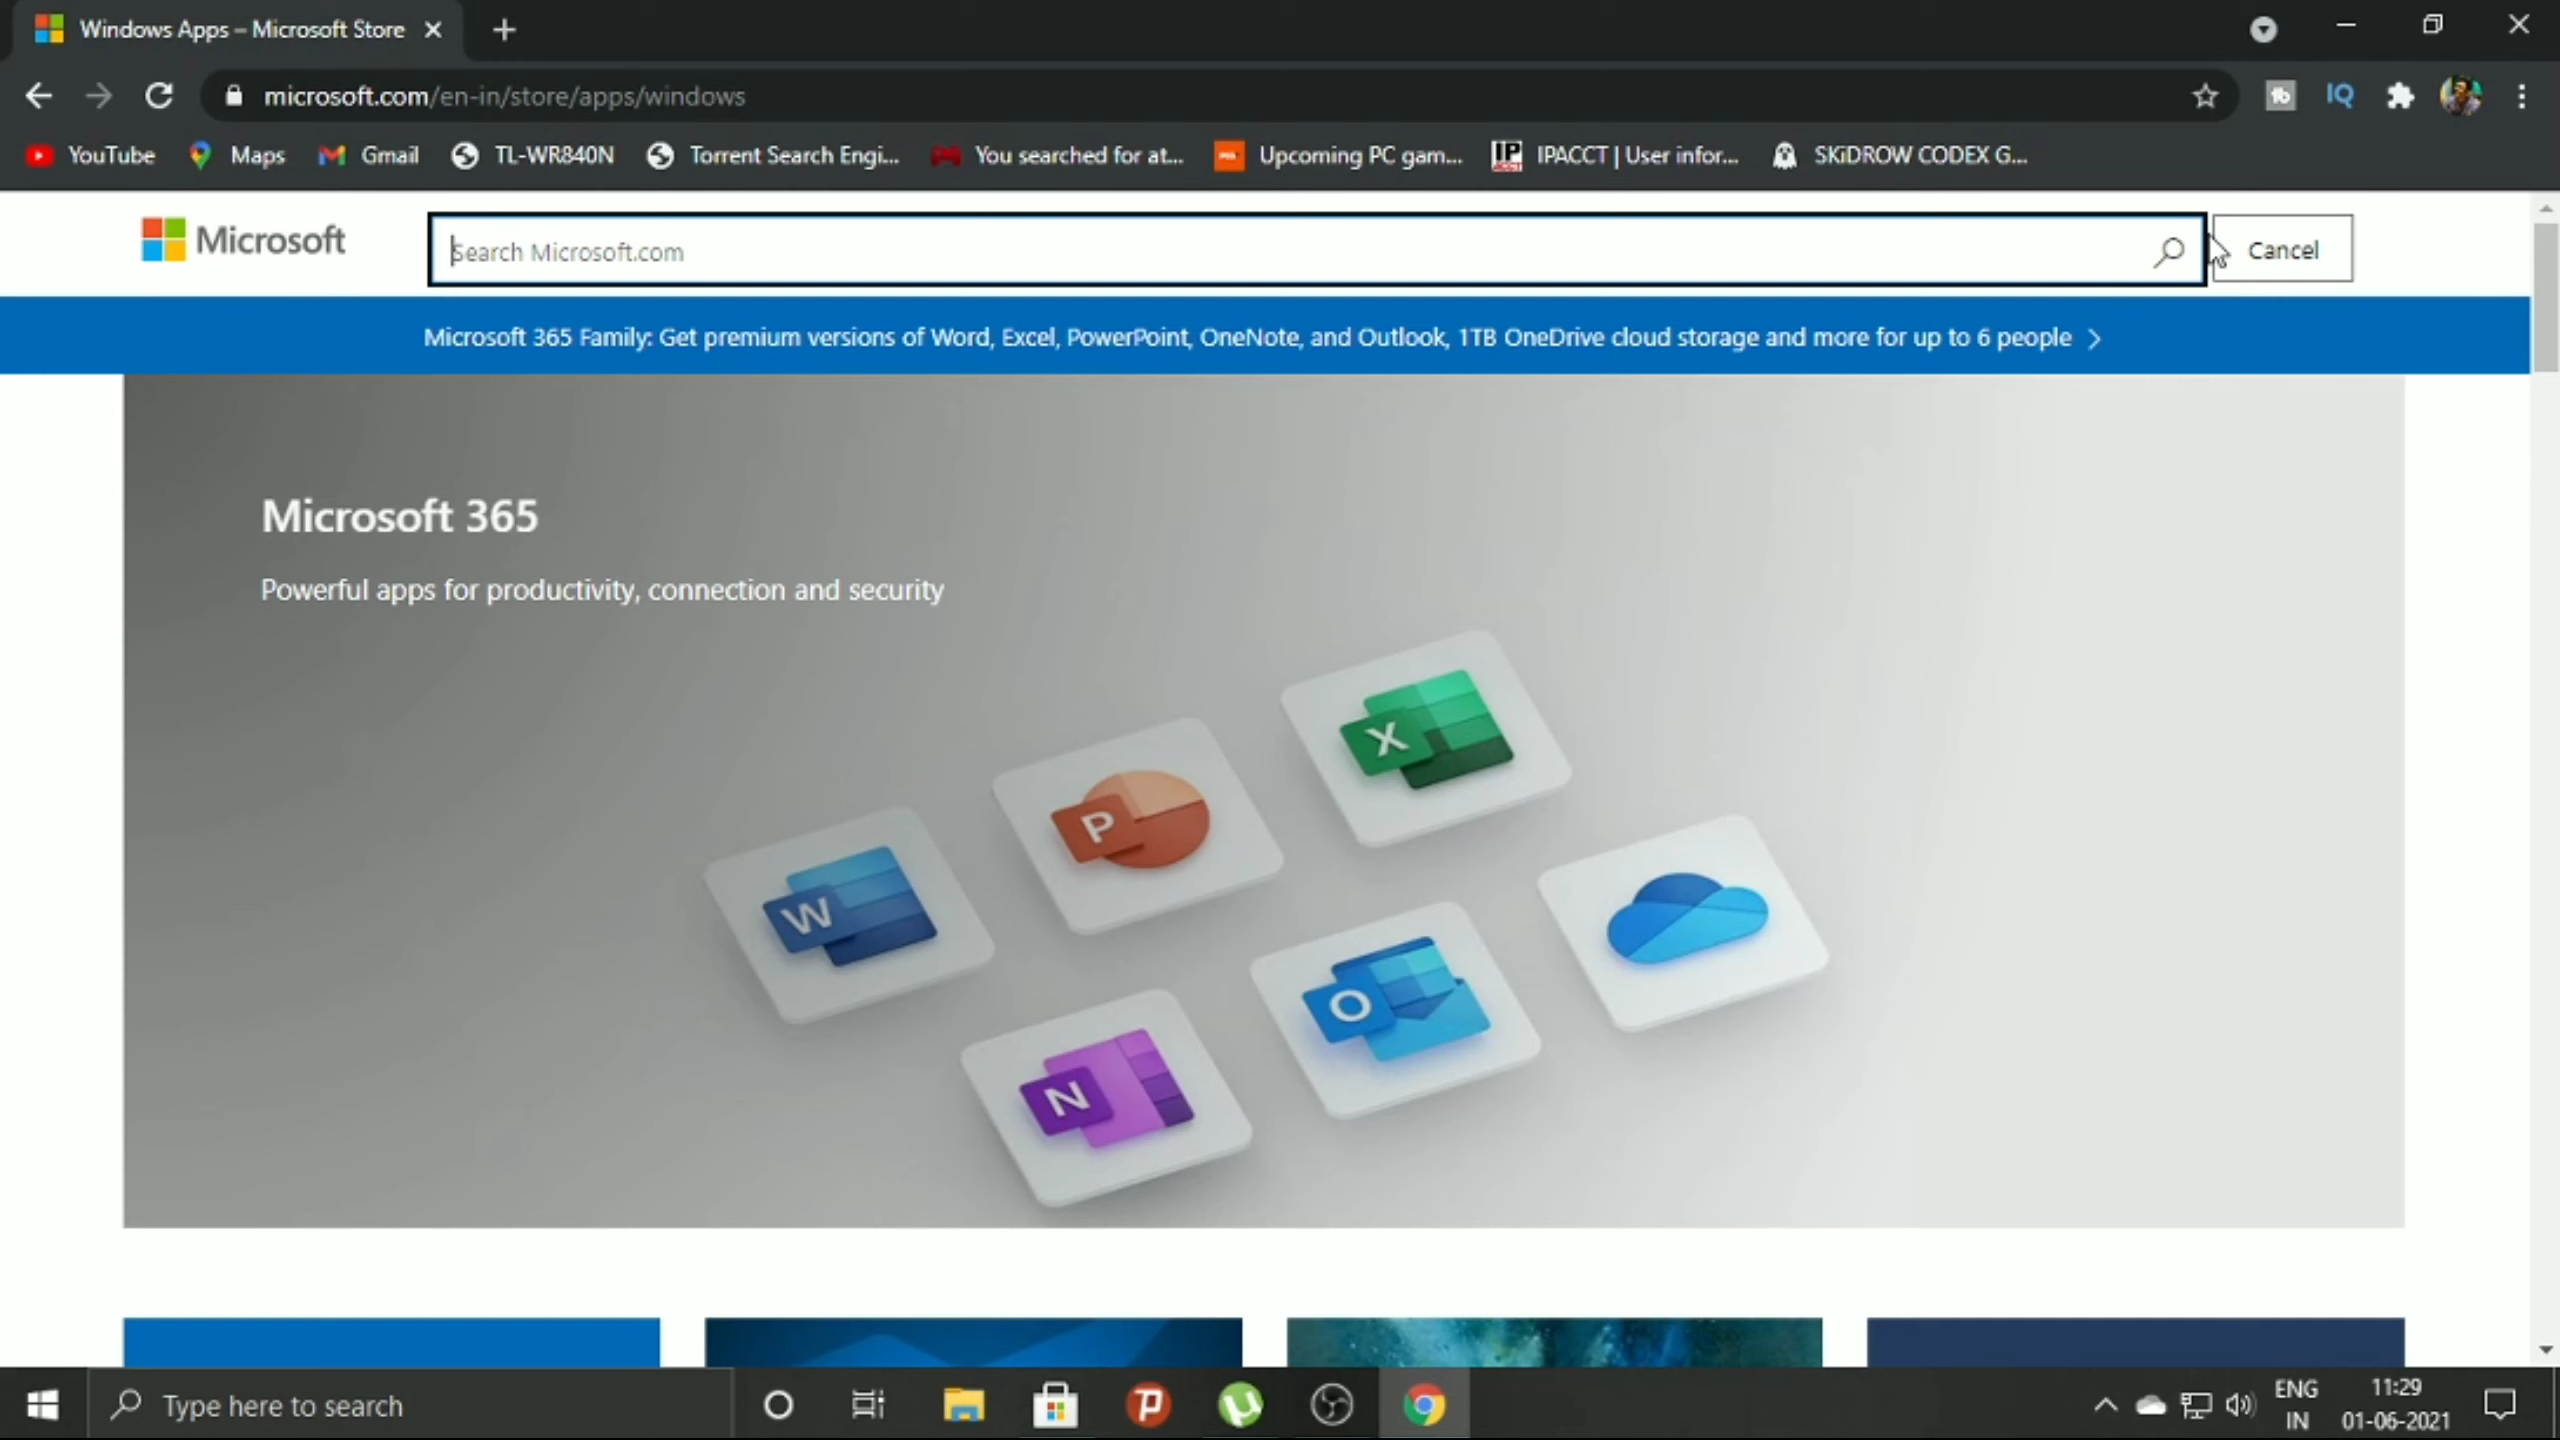 Windows Apps – Microsoft Store
microsoft.com/en-in/store/apps/windows
IQ
YouTube
Maps
Gmail
TL-WR840N
Torrent Search Engi...
You searched for at...
Upcoming PC gam...
IPACCT | User infor...
SKiDROW CODEX G...
Microsoft
Search Microsoft.com
Cancel
Microsoft 365 Family: Get premium versions of Word, Excel, PowerPoint, OneNote, and Outlook, 1TB OneDrive cloud storage and more for up to 6 people
Microsoft 365
Powerful apps for productivity, connection and security
X
P
W
O
N
Type here to search
ENG
IN
11:29
01-06-2021